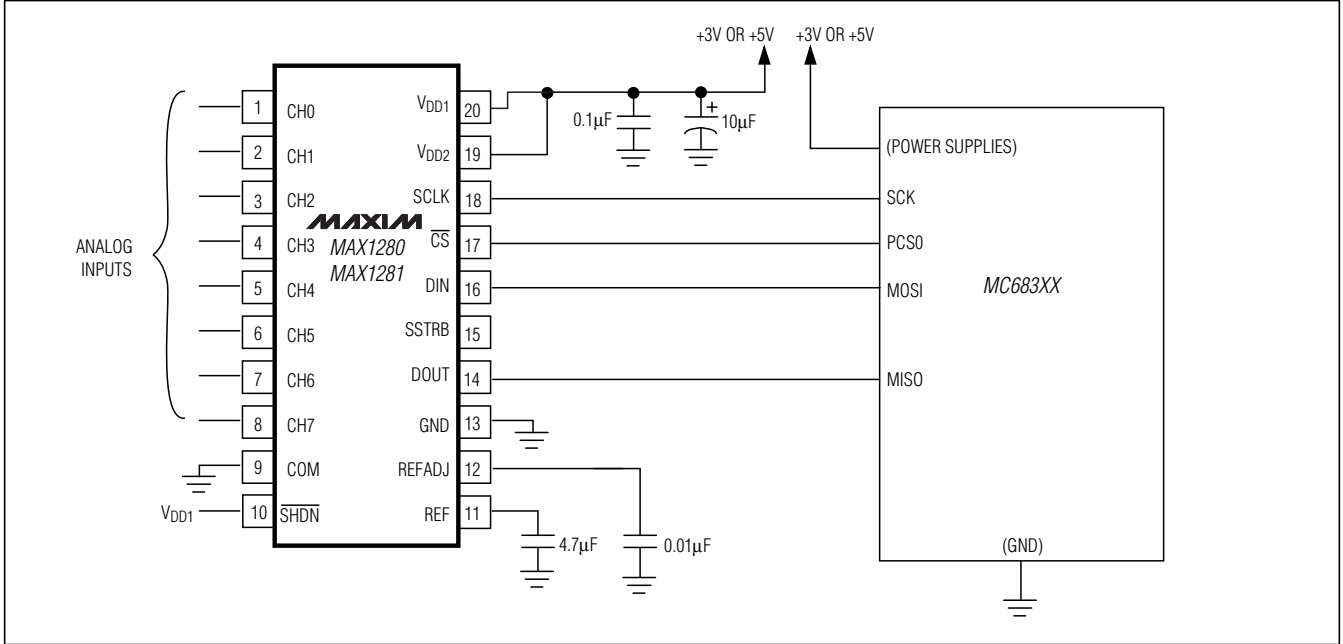 +3V OR +5V
+3V OR +5V
1 CH0
VDD1 20
0.1μF
+
10μF
2 CH1
VDD2 19
(POWER SUPPLIES)
3 CH2
SCLK 18
SCK
MAXIM
4 CH3
MAX1280
CS 17
PCS0
ANALOG
INPUTS
MAX1281
5 CH4
DIN 16
MOSI
MC683XX
6 CH5
SSTRB 15
7 CH6
DOUT 14
MISO
8 CH7
GND 13
9 COM
REFADJ 12
VDD1
10 SHDN
REF 11
4.7μF
0.01μF
(GND)